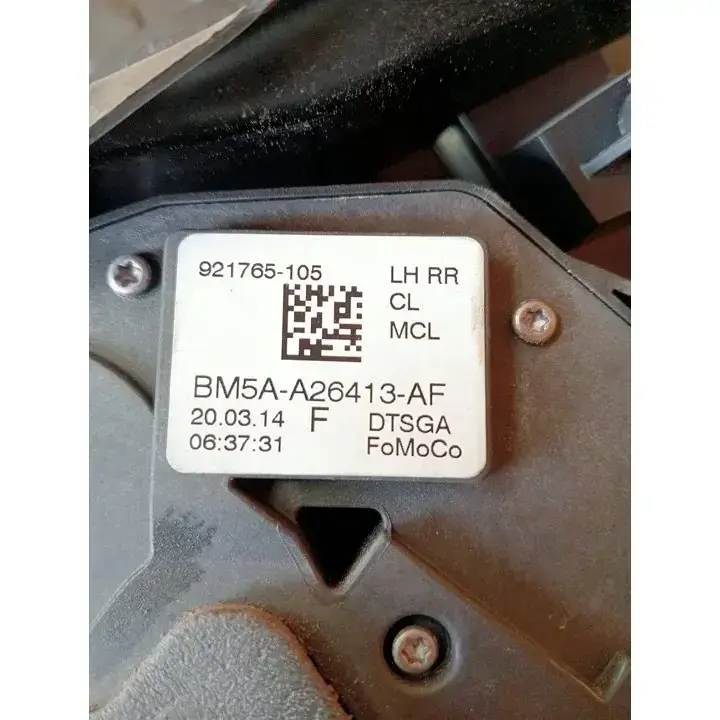 921765-105 LH RR
CL
MCL
BM5A-A26413-AF
20.03.14 F DTSGA
06:37:31 FoMoCo